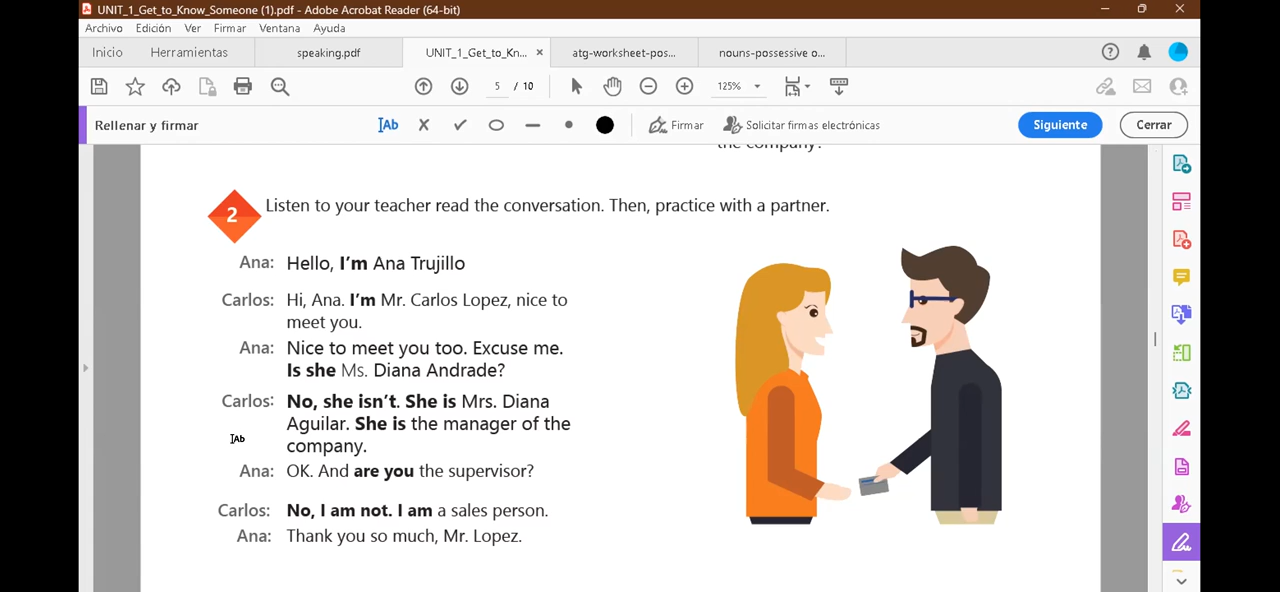 UNIT_1_Get_to_Know_Someone (1).pdf - Adobe Acrobat Reader (64-bit)
Archivo Edición Ver Firmar Ventana Ayuda
Inicio Herramientas speaking.pdf UNIT_1_Get_to_Kn... × atg-worksheet-pos... nouns-possessive o...
5 / 10 125%
Rellenar y firmar IAb Firmar Solicitar firmas electrónicas Siguiente Cerrar
the company?
2 Listen to your teacher read the conversation. Then, practice with a partner.
Ana: Hello, I'm Ana Trujillo
Carlos: Hi, Ana. I'm Mr. Carlos Lopez, nice to
meet you.
Ana: Nice to meet you too. Excuse me.
Is she Ms. Diana Andrade?
Carlos: No, she isn't. She is Mrs. Diana
Aguilar. She is the manager of the
company.
IAb
Ana: OK. And are you the supervisor?
Carlos: No, I am not. I am a sales person.
Ana: Thank you so much, Mr. Lopez.